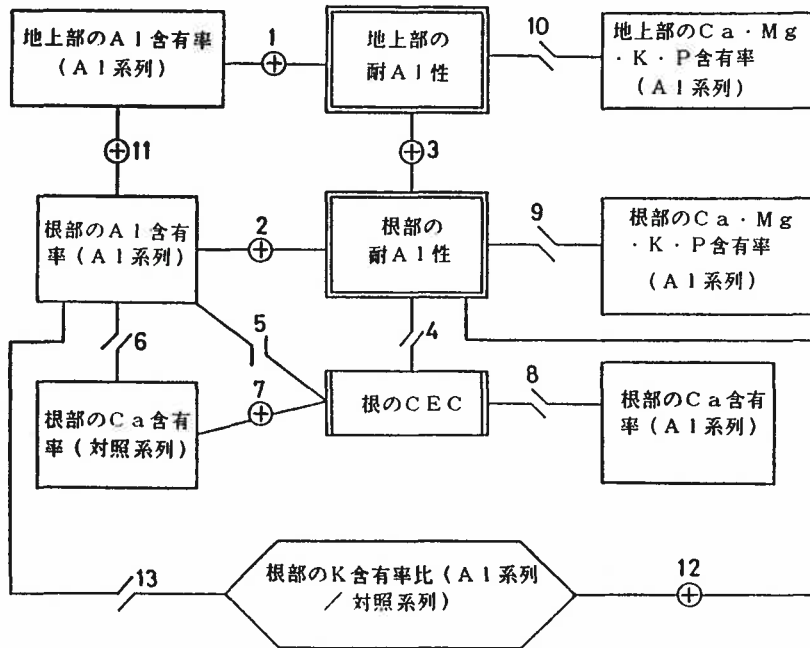 地上部のAl含有率
(Al系列)
1
地上部の
耐Al性
10
地上部のCa・Mg
・K・P含有率
(Al系列)
11
3
根部のAl含有
率(Al系列)
2
根部の
耐Al性
9
根部のCa・Mg
・K・P含有率
(Al系列)
6
5
4
根部のCa含有
率(対照系列)
7
根のCEC
8
根部のCa含有
率(Al系列)
13
根部のK含有率比(Al系列
/対照系列)
12